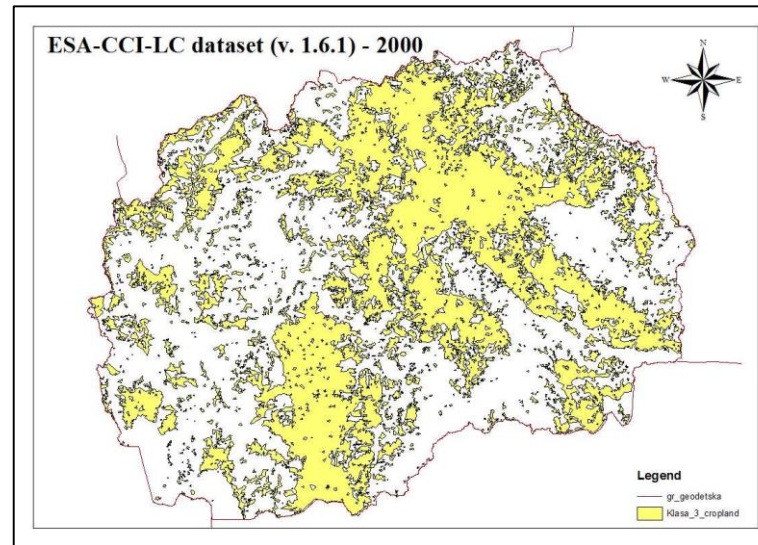 ESA-CCI-LC dataset (v. 1.6.1) - 2000
N
W E
S
Legend
gr_geodetska
Klasa_3_cropland